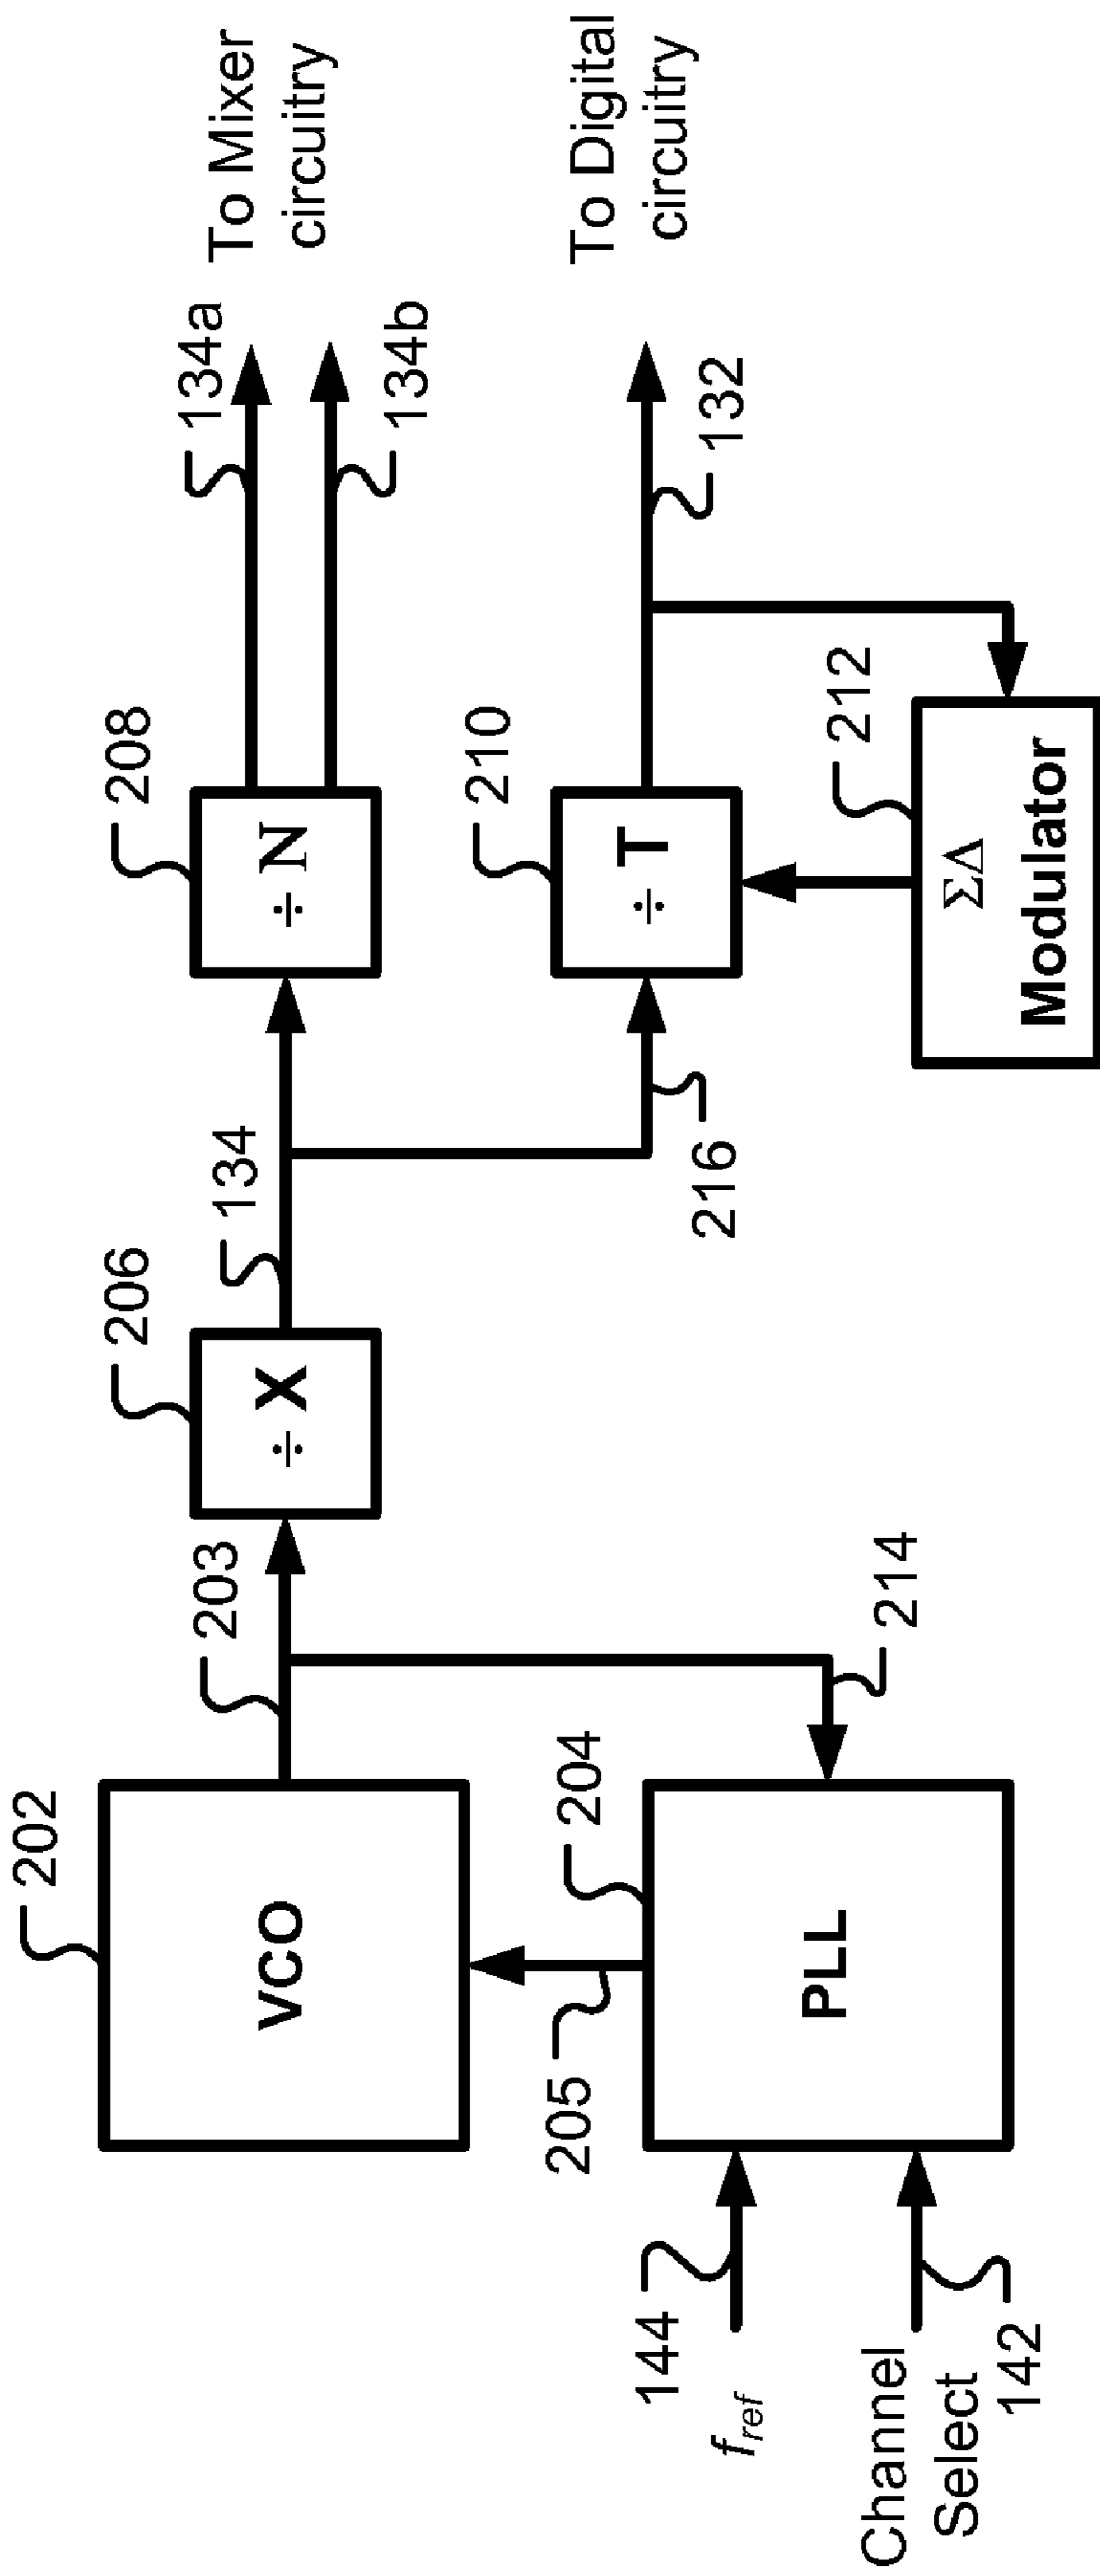 202
VCO
203
206
÷ X
134
208
÷ N
134a
134b
To Mixer
circuitry
205
204
PLL
214
144
f_ref
Channel
Select
142
216
210
÷ T
132
To Digital
circuitry
212
ΣΔ
Modulator